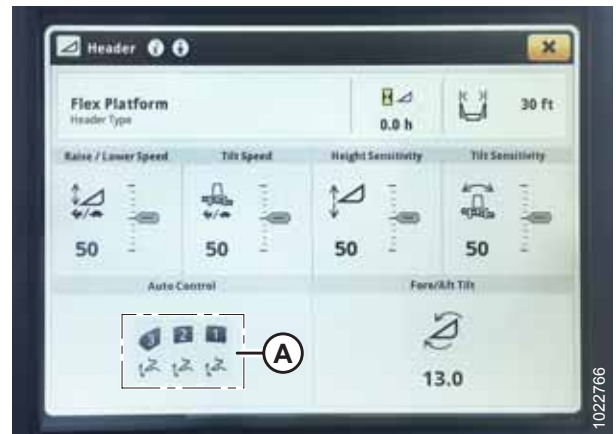 Header
Flex Platform
Header Type
0.0 h
30 ft
Raise / Lower Speed
Tilt Speed
Height Sensitivity
Tilt Sensitivity
50
50
50
50
Auto Control
Fore/Aft Tilt
3 2 1
A
13.0
1022766